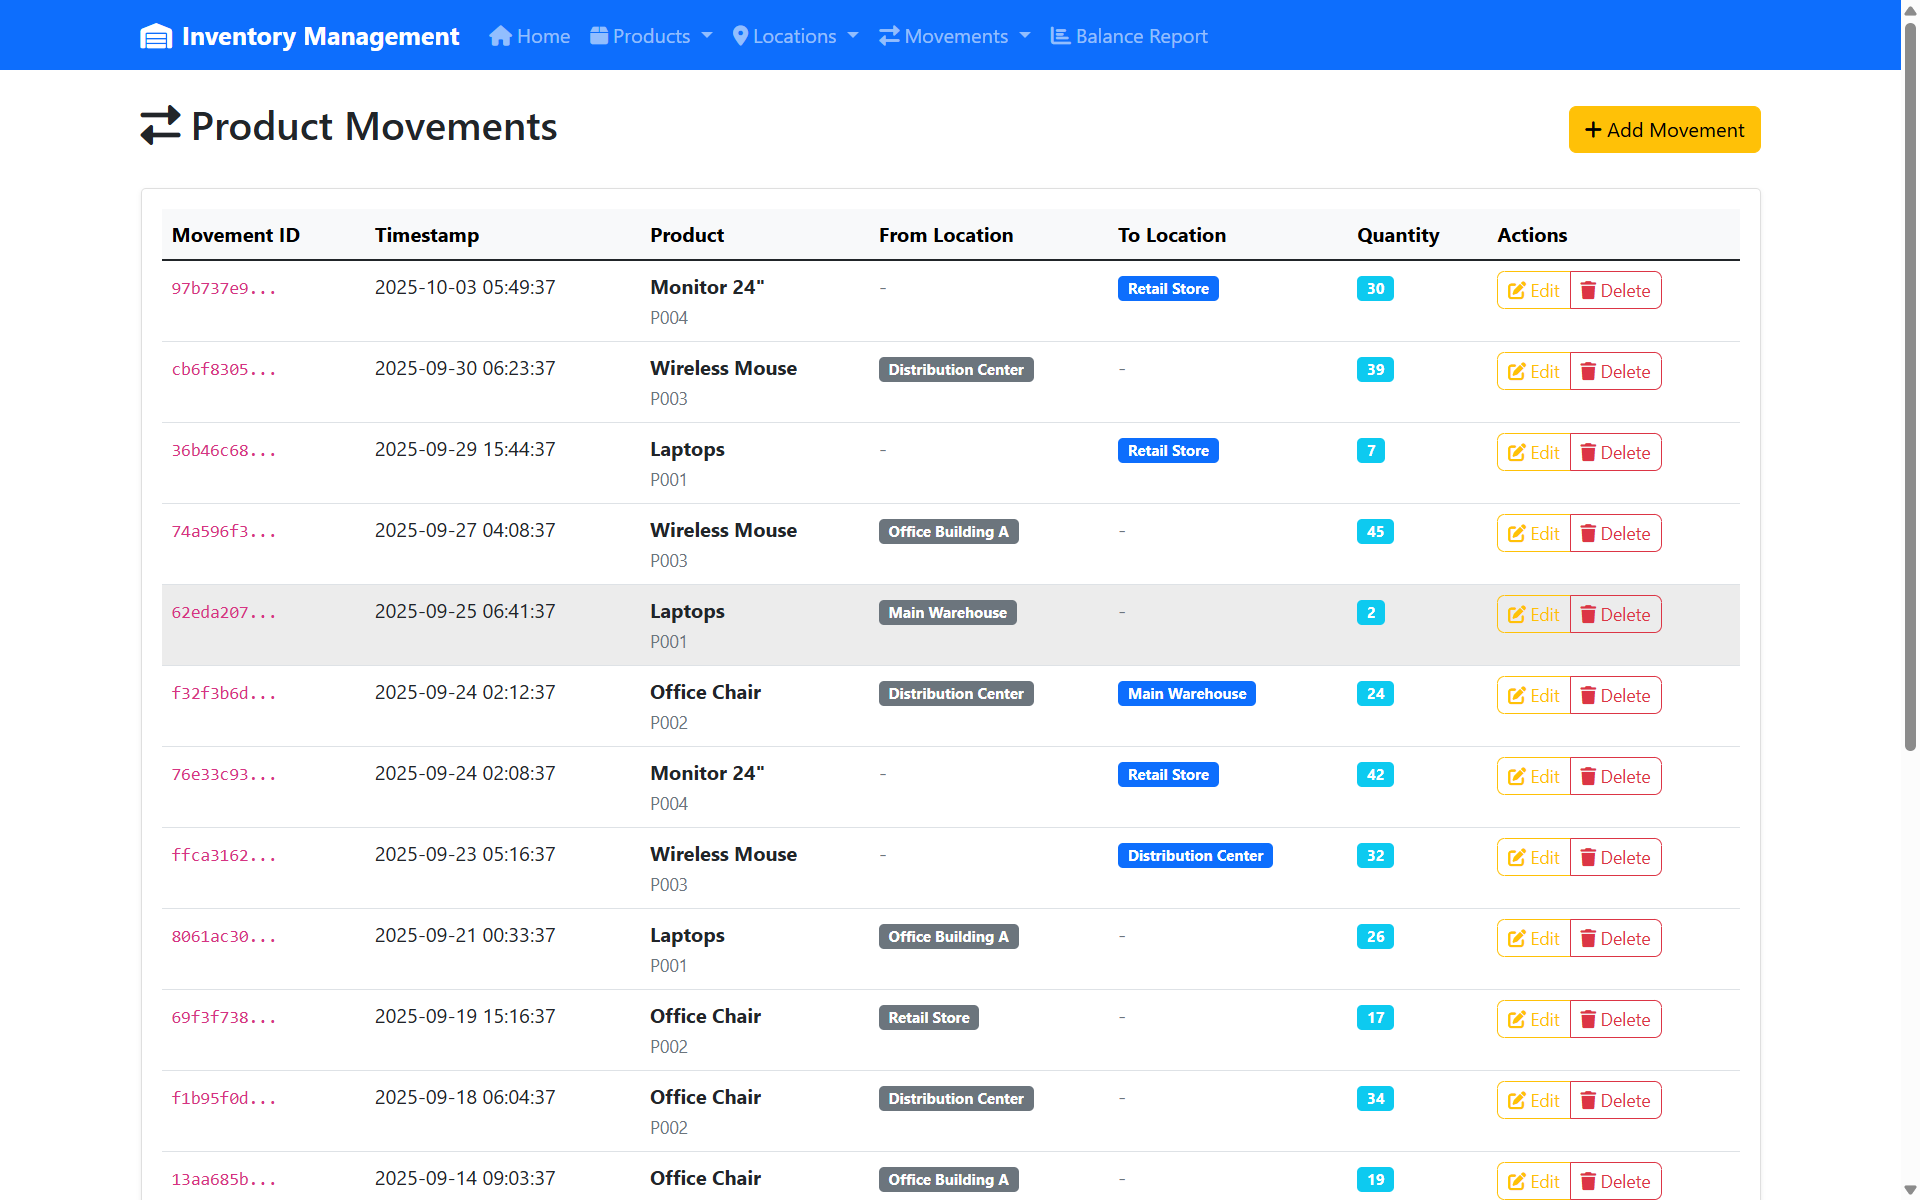 Inventory Management Home Products Locations Movements Balance Report
Product Movements
+ Add Movement
Movement ID Timestamp Product From Location To Location Quantity Actions
97b737e9... 2025-10-03 05:49:37 Monitor 24" - Retail Store 30 Edit Delete
P004
cb6f8305... 2025-09-30 06:23:37 Wireless Mouse Distribution Center - 39 Edit Delete
P003
36b46c68... 2025-09-29 15:44:37 Laptops - Retail Store 7 Edit Delete
P001
74a596f3... 2025-09-27 04:08:37 Wireless Mouse Office Building A - 45 Edit Delete
P003
62eda207... 2025-09-25 06:41:37 Laptops Main Warehouse - 2 Edit Delete
P001
f32f3b6d... 2025-09-24 02:12:37 Office Chair Distribution Center Main Warehouse 24 Edit Delete
P002
76e33c93... 2025-09-24 02:08:37 Monitor 24" - Retail Store 42 Edit Delete
P004
ffca3162... 2025-09-23 05:16:37 Wireless Mouse - Distribution Center 32 Edit Delete
P003
8061ac30... 2025-09-21 00:33:37 Laptops Office Building A - 26 Edit Delete
P001
69f3f738... 2025-09-19 15:16:37 Office Chair Retail Store - 17 Edit Delete
P002
f1b95f0d... 2025-09-18 06:04:37 Office Chair Distribution Center - 34 Edit Delete
P002
13aa685b... 2025-09-14 09:03:37 Office Chair Office Building A - 19 Edit Delete